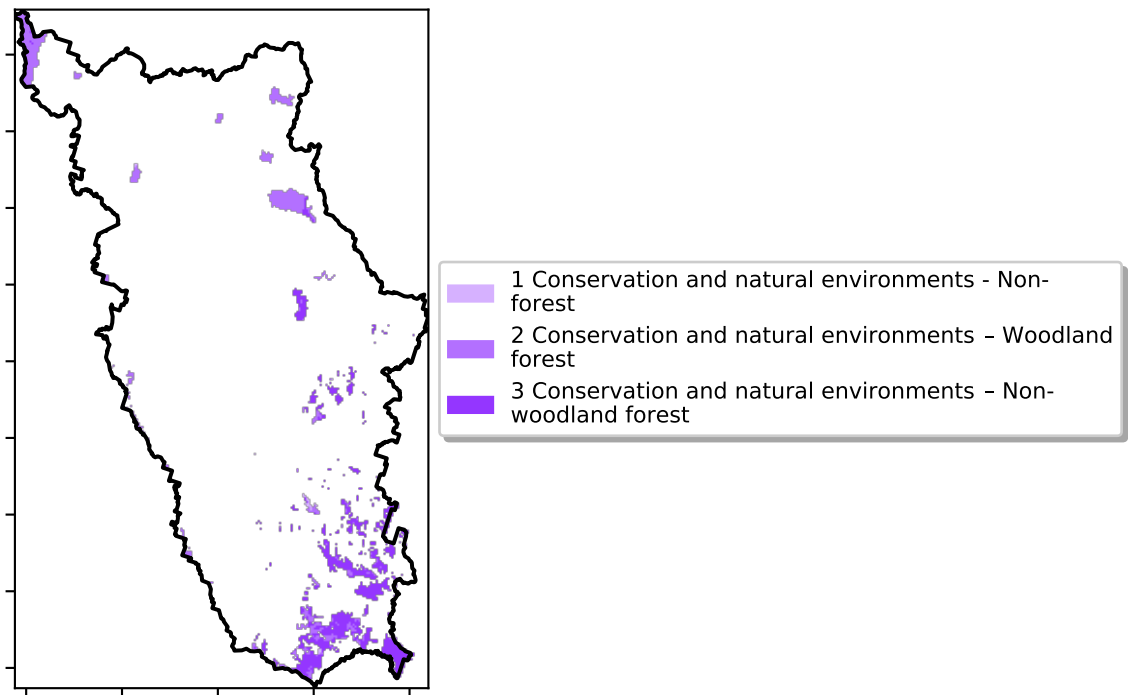 1 Conservation and natural environments - Non-
forest
2 Conservation and natural environments – Woodland
forest
3 Conservation and natural environments – Non-
woodland forest